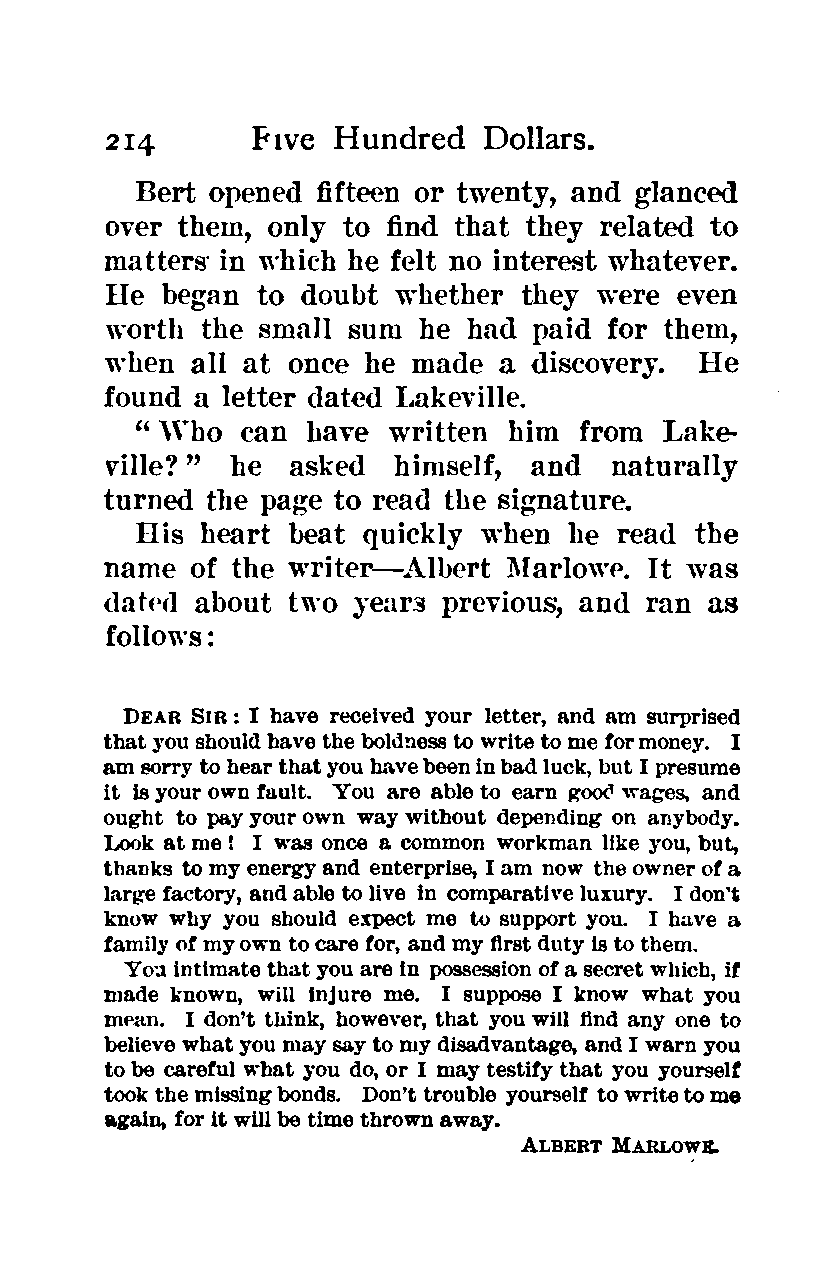 214 Five Hundred Dollars.
Bert opened fifteen or twenty, and glanced
over them, only to find that they related to
matters in which he felt no interest whatever.
He began to doubt whether they were even
worth the small sum he had paid for them,
when all at once he made a discovery. He
found a letter dated Lakeville.
“Who can have written him from Lake-
ville?” he asked himself, and naturally
turned the page to read the signature.
His heart beat quickly when he read the
name of the writer—Albert Marlowe. It was
dated about two years previous, and ran as
follows:
DEAR SIR: I have received your letter, and am surprised
that you should have the boldness to write to me for money. I
am sorry to hear that you have been in bad luck, but I presume
it is your own fault. You are able to earn good wages, and
ought to pay your own way without depending on anybody.
Look at me! I was once a common workman like you, but,
thanks to my energy and enterprise, I am now the owner of a
large factory, and able to live in comparative luxury. I don't
know why you should expect me to support you. I have a
family of my own to care for, and my first duty is to them.
You intimate that you are in possession of a secret which, if
made known, will injure me. I suppose I know what you
mean. I don't think, however, that you will find any one to
believe what you may say to my disadvantage, and I warn you
to be careful what you do, or I may testify that you yourself
took the missing bonds. Don't trouble yourself to write to me
again, for it will be time thrown away.
ALBERT MARLOWE.